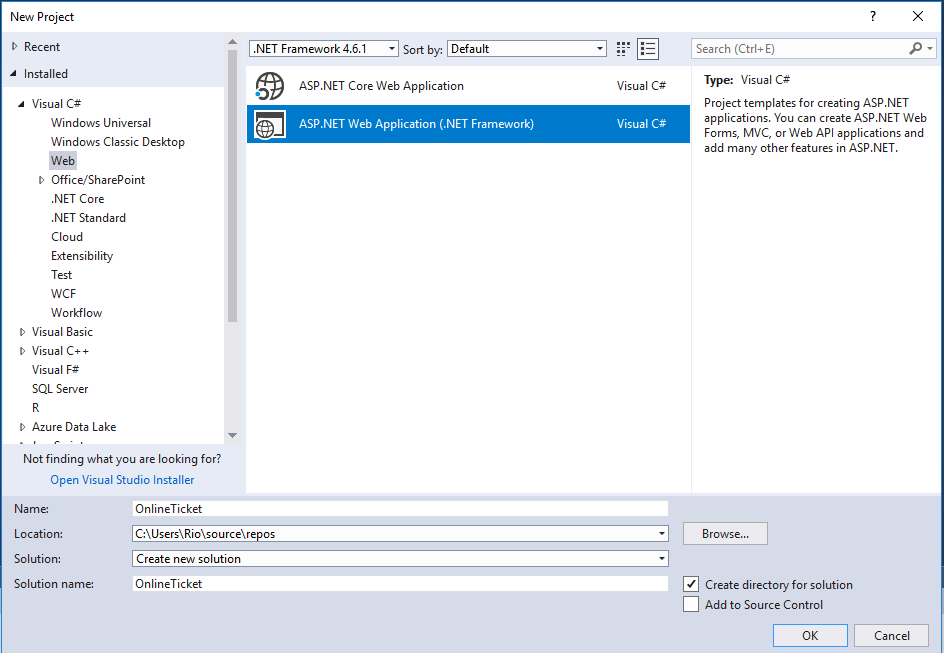 New Project
?
Recent
Installed
Visual C#
Windows Universal
Windows Classic Desktop
Web
Office/SharePoint
.NET Core
.NET Standard
Cloud
Extensibility
Test
WCF
Workflow
Visual Basic
Visual C++
Visual F#
SQL Server
R
Azure Data Lake
Not finding what you are looking for?
Open Visual Studio Installer
.NET Framework 4.6.1 Sort by: Default
ASP.NET Core Web Application Visual C#
ASP.NET Web Application (.NET Framework) Visual C#
Search (Ctrl+E)
Type: Visual C#
Project templates for creating ASP.NET
applications. You can create ASP.NET Web
Forms, MVC, or Web API applications and
add many other features in ASP.NET.
Name: OnlineTicket
Location: C:\Users\Rio\source\repos Browse...
Solution: Create new solution
Solution name: OnlineTicket
Create directory for solution
Add to Source Control
OK Cancel